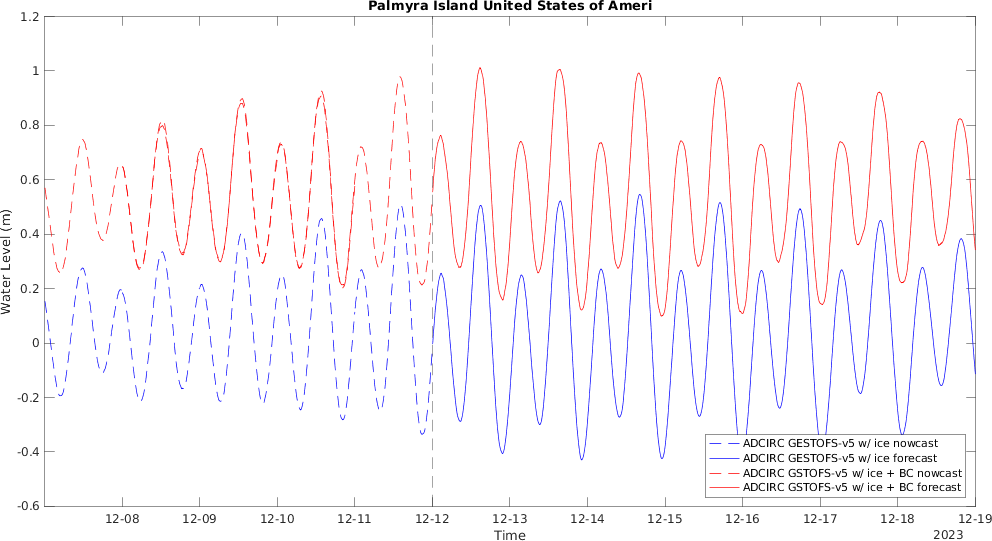 Palmyra Island United States of Ameri
1.2
1
0.8
0.6
0.4
0.2
0
-0.2
-0.4
-0.6
Water Level (m)
ADCIRC GESTOFS-v5 w/ ice nowcast
ADCIRC GESTOFS-v5 w/ ice forecast
ADCIRC GSTOFS-v5 w/ ice + BC nowcast
ADCIRC GSTOFS-v5 w/ ice + BC forecast
12-08 12-09 12-10 12-11 12-12 12-13 12-14 12-15 12-16 12-17 12-18 12-19
Time
2023